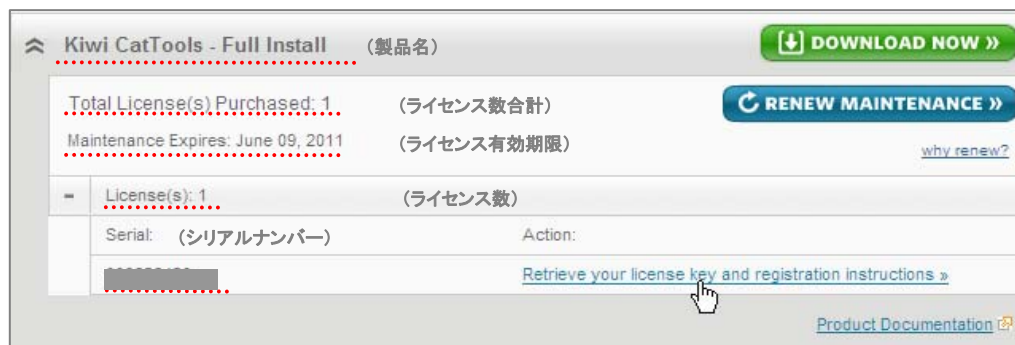 Kiwi CatTools - Full Install （製品名） DOWNLOAD NOW »
Total License(s) Purchased: 1 （ライセンス数合計） RENEW MAINTENANCE »
Maintenance Expires: June 09, 2011 （ライセンス有効期限） why renew?
License(s): 1 （ライセンス数）
Serial: （シリアルナンバー） Action:
Retrieve your license key and registration instructions »
Product Documentation